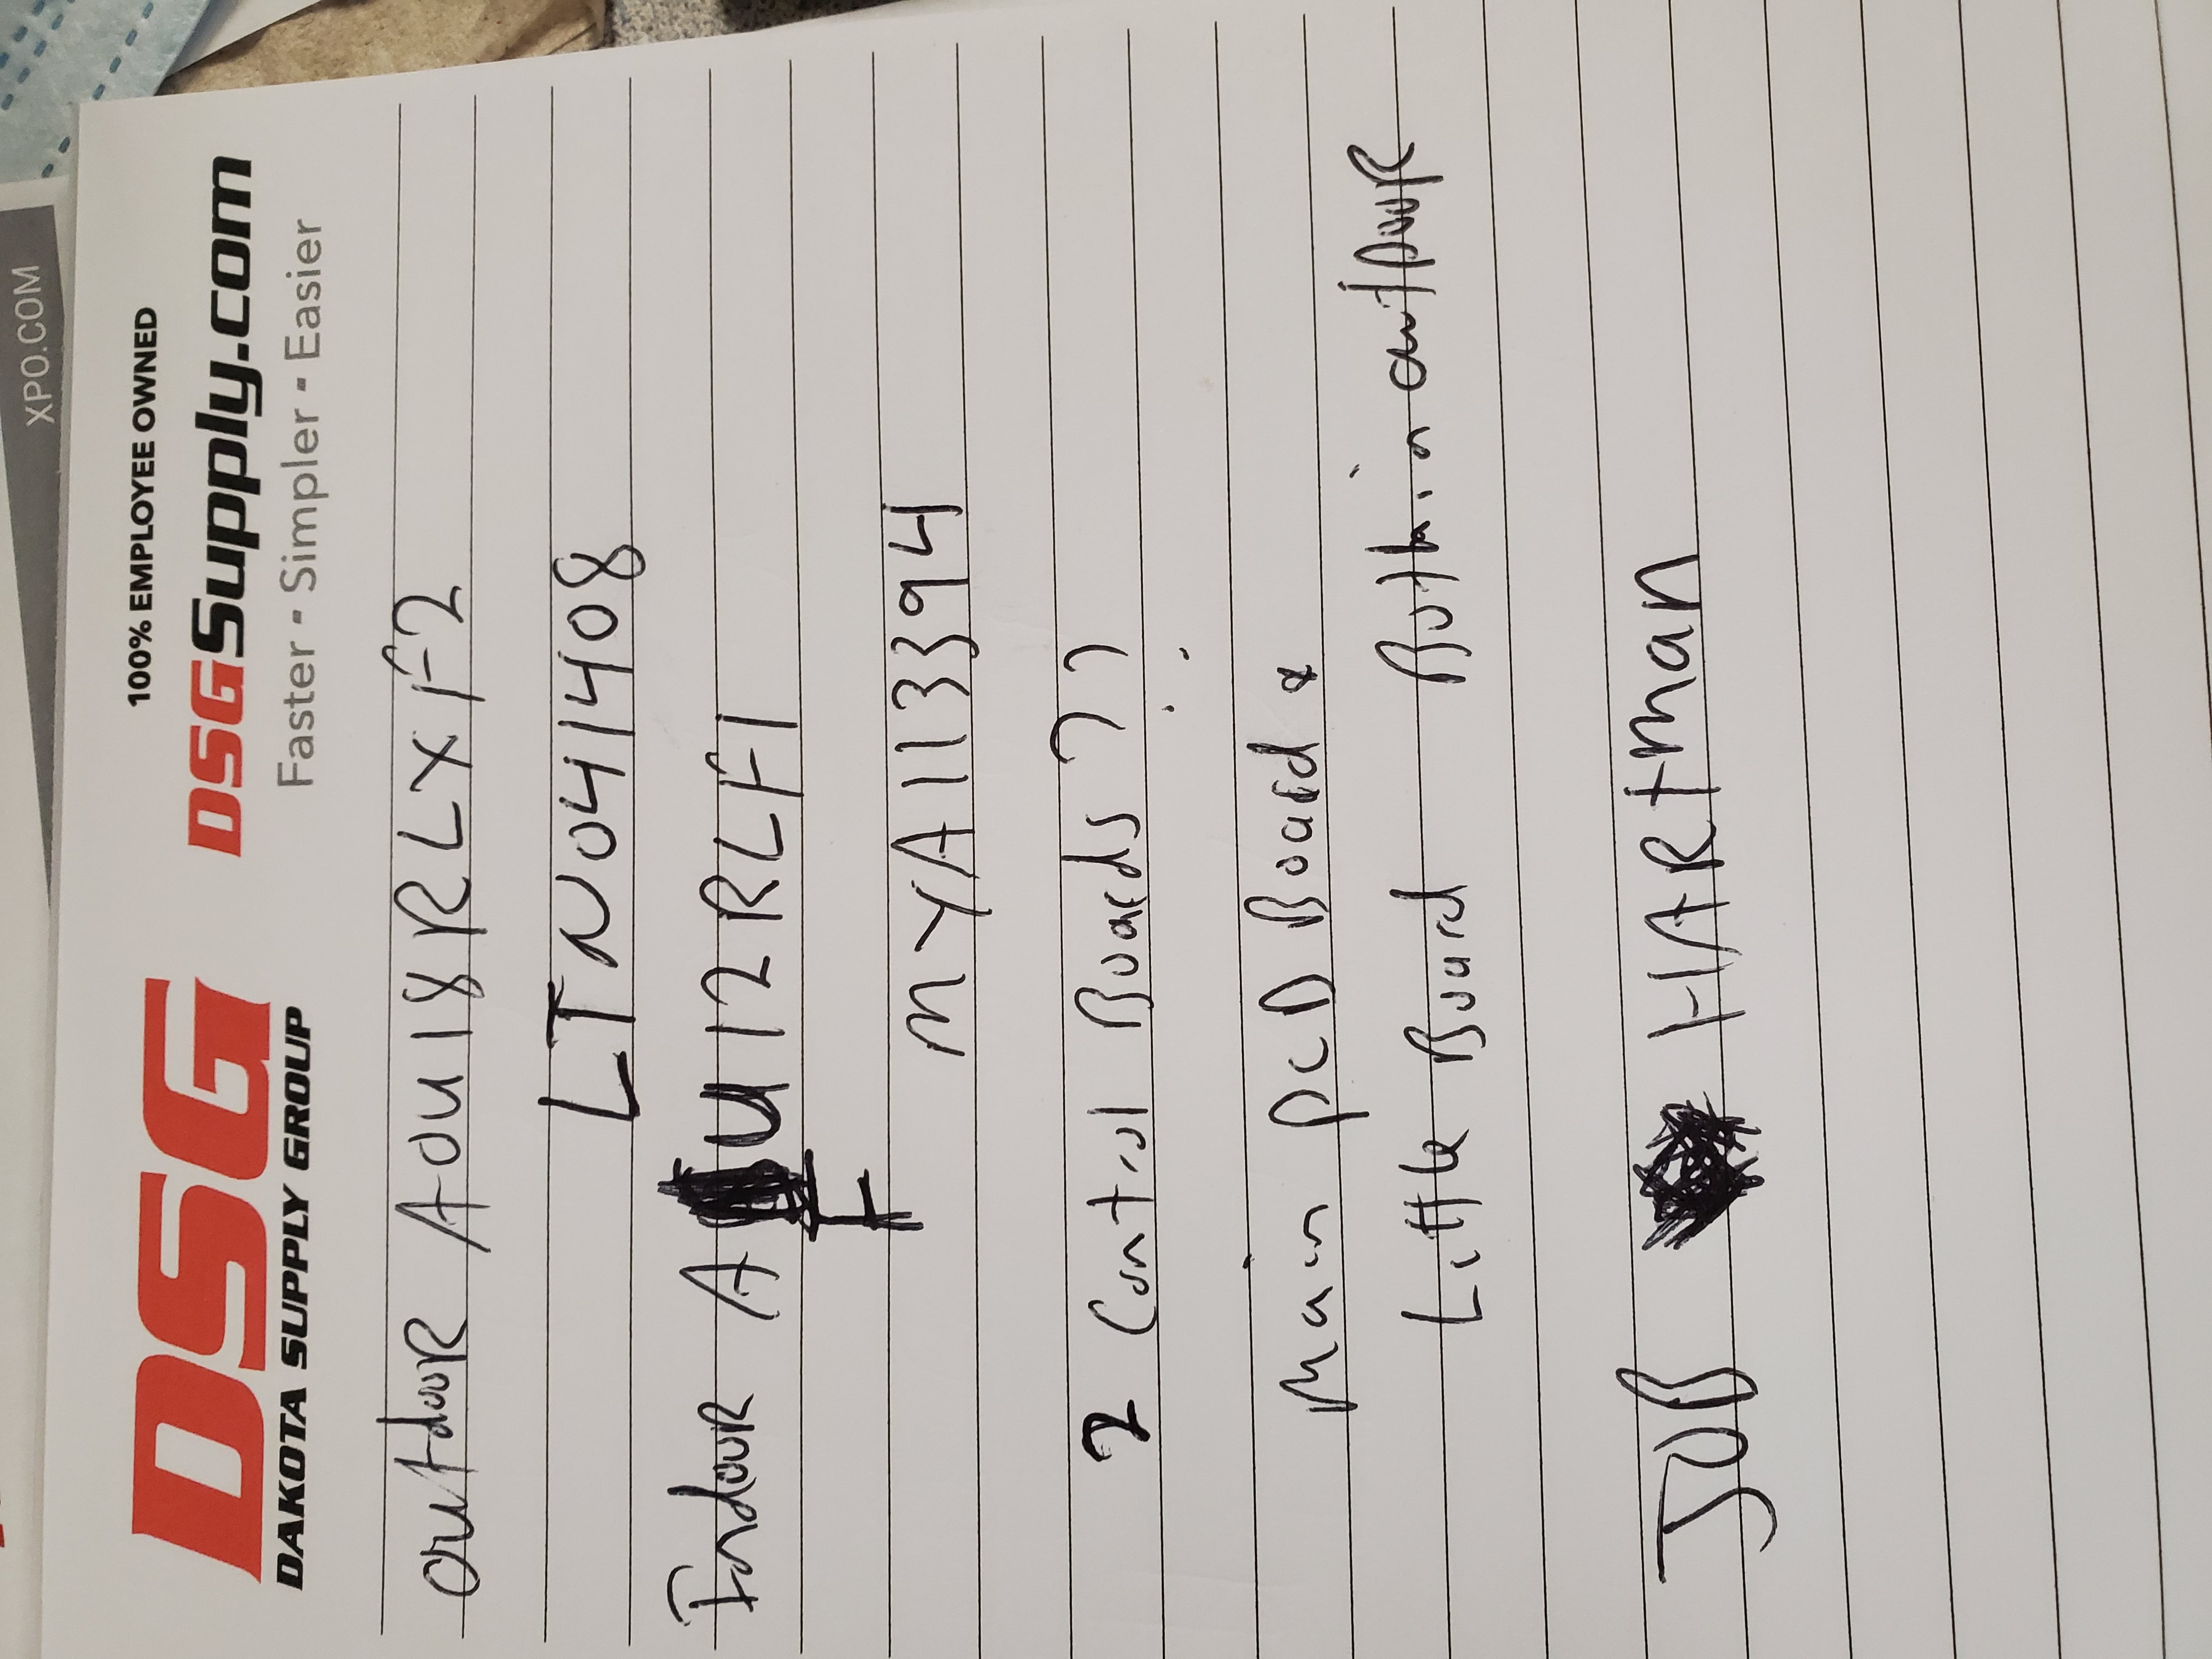 XPO.COM
DSG
DAKOTA SUPPLY GROUP
100% EMPLOYEE OWNED
DSGSupply.com
Faster - Simpler - Easier
outdooR AOU18RLXF2
LTN041408
IndooR A U12RLF1
F
MYA113394
2 Control Boards ??
Main PCB Board &
Little Board Both in outDooR
JOB HARtman